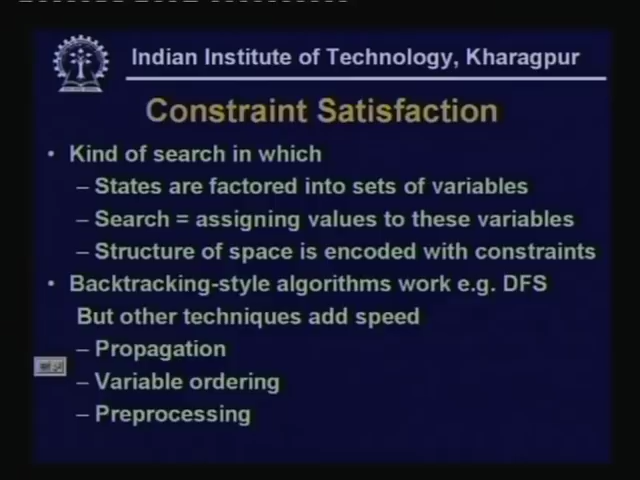 Indian Institute of Technology, Kharagpur
Constraint Satisfaction
• Kind of search in which
– States are factored into sets of variables
– Search = assigning values to these variables
– Structure of space is encoded with constraints
• Backtracking-style algorithms work e.g. DFS
But other techniques add speed
– Propagation
– Variable ordering
– Preprocessing